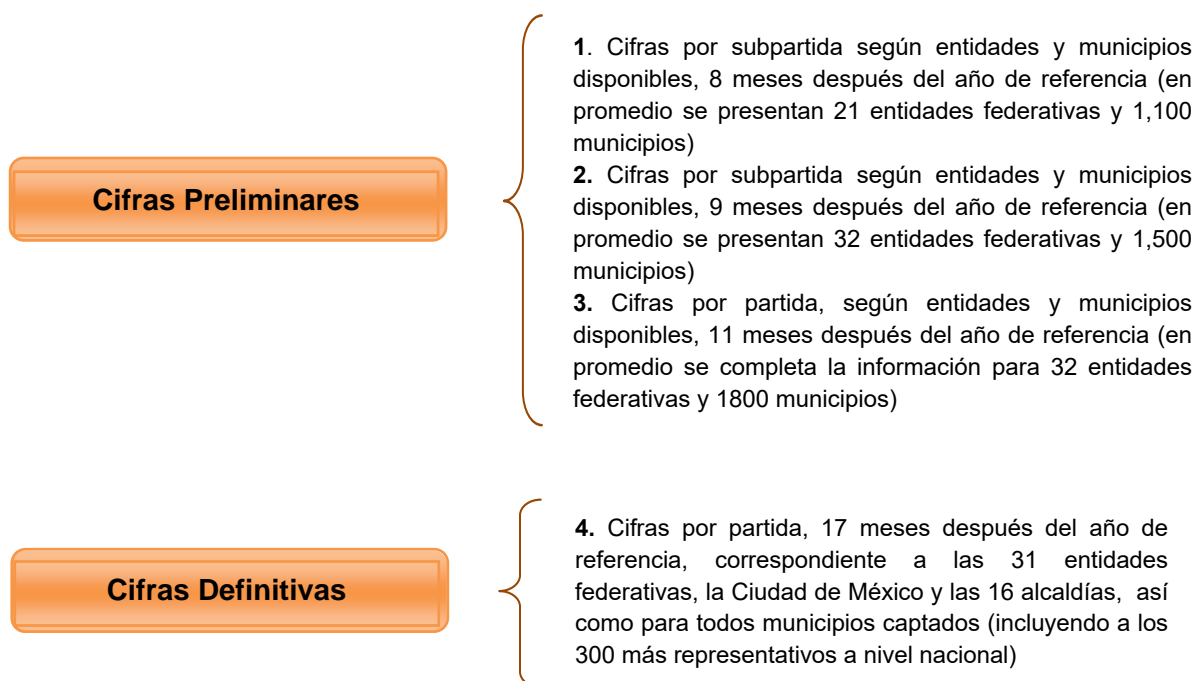 Cifras Preliminares
1. Cifras por subpartida según entidades y municipios
disponibles, 8 meses después del año de referencia (en
promedio se presentan 21 entidades federativas y 1,100
municipios)
2. Cifras por subpartida según entidades y municipios
disponibles, 9 meses después del año de referencia (en
promedio se presentan 32 entidades federativas y 1,500
municipios)
3. Cifras por partida, según entidades y municipios
disponibles, 11 meses después del año de referencia (en
promedio se completa la información para 32 entidades
federativas y 1800 municipios)
Cifras Definitivas
4. Cifras por partida, 17 meses después del año de
referencia, correspondiente a las 31 entidades
federativas, la Ciudad de México y las 16 alcaldías, así
como para todos municipios captados (incluyendo a los
300 más representativos a nivel nacional)